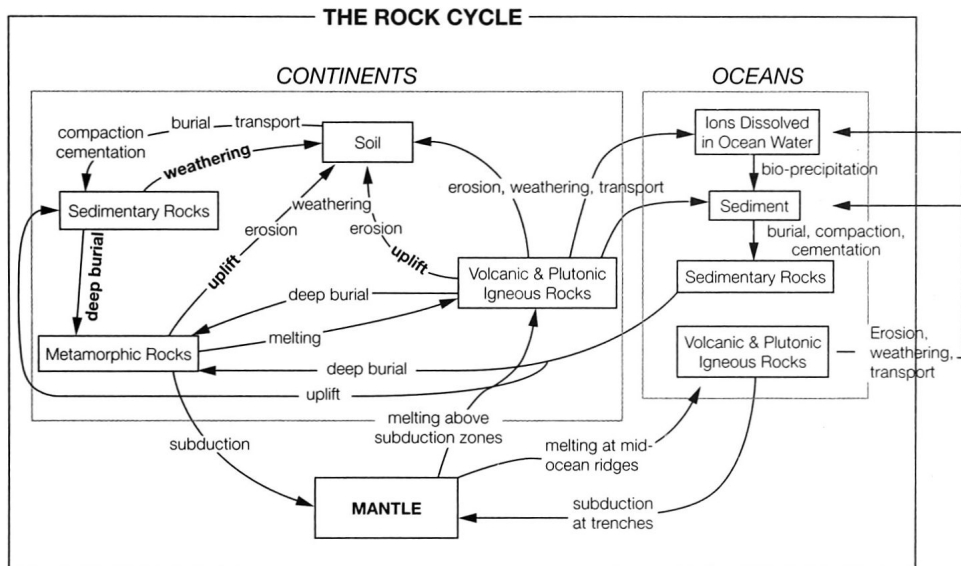 THE ROCK CYCLE
CONTINENTS
OCEANS
burial transport
compaction
cementation
Soil
weathering
Sedimentary Rocks
deep burial
erosion
weathering
erosion
uplift
uplift
erosion, weathering, transport
Volcanic & Plutonic
Igneous Rocks
deep burial
melting
Metamorphic Rocks
deep burial
uplift
subduction
melting above
subduction zones
MANTLE
melting at mid-
ocean ridges
subduction
at trenches
Ions Dissolved
in Ocean Water
bio-precipitation
Sediment
burial, compaction,
cementation
Sedimentary Rocks
Volcanic & Plutonic
Igneous Rocks
Erosion,
weathering,
transport